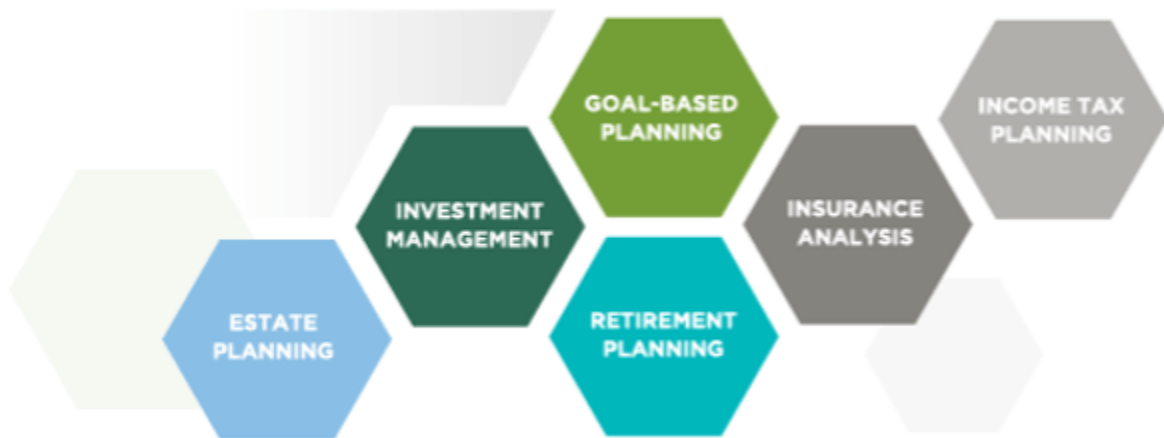 GOAL-BASED
PLANNING
INCOME TAX
PLANNING
INVESTMENT
MANAGEMENT
INSURANCE
ANALYSIS
ESTATE
PLANNING
RETIREMENT
PLANNING